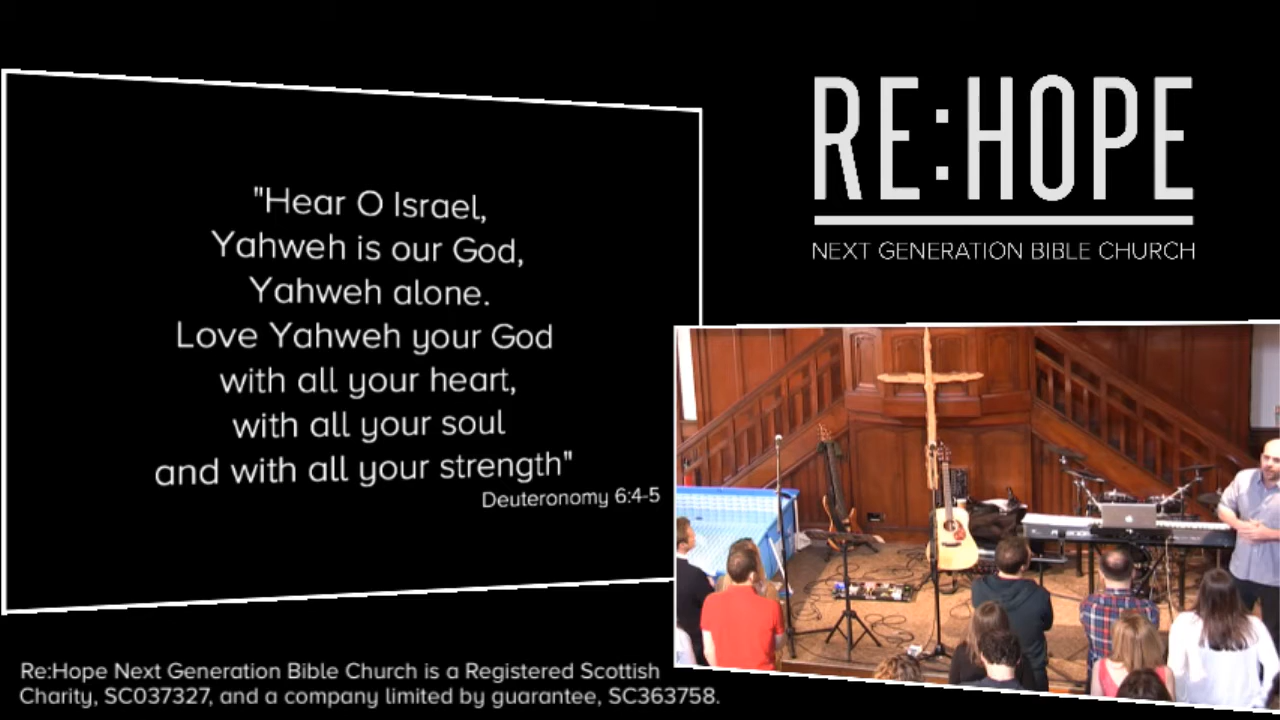 "Hear O Israel,
Yahweh is our God,
Yahweh alone.
Love Yahweh your God
with all your heart,
with all your soul
and with all your strength"
Deuteronomy 6:4-5
RE:HOPE
NEXT GENERATION BIBLE CHURCH
Re:Hope Next Generation Bible Church is a Registered Scottish
Charity, SC037327, and a company limited by guarantee, SC363758.